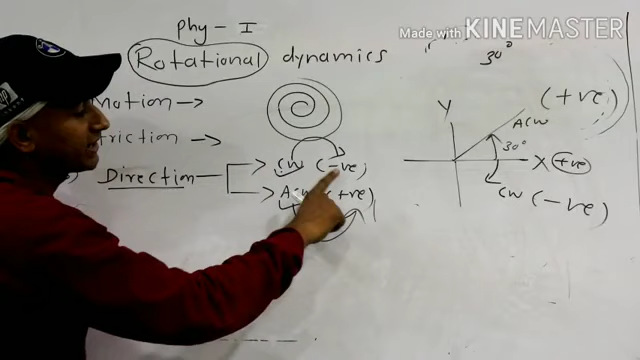 Made with KINEMASTER
phy - I
Rotational dynamics
Motion →
Friction →
Direction
→ CW (-ve)
→ ACW (+ve)
30°
Y
(+ve)
ACW
30°
X +ve
CW (-ve)